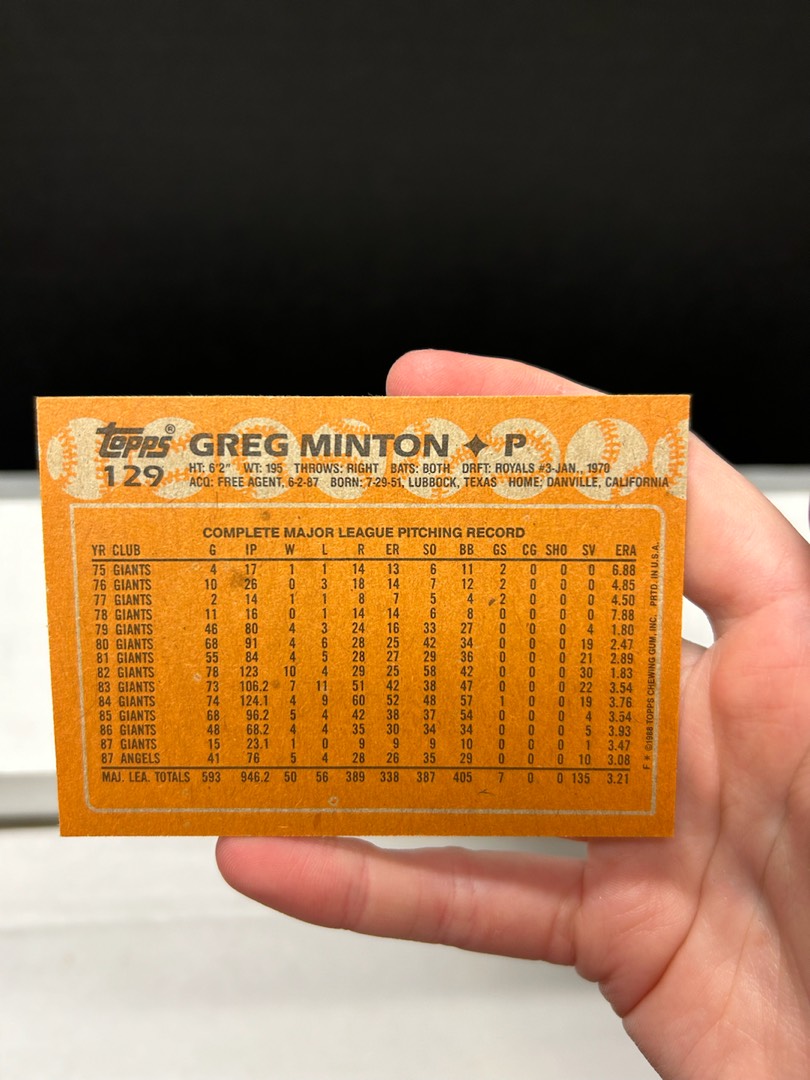 Topps®
129
GREG MINTON ✦ P
HT: 6'2" WT: 195 THROWS: RIGHT BATS: BOTH DRFT: ROYALS #3-JAN., 1970
ACQ: FREE AGENT, 6-2-87 BORN: 7-29-51, LUBBOCK, TEXAS HOME: DANVILLE, CALIFORNIA
COMPLETE MAJOR LEAGUE PITCHING RECORD
YR CLUB G IP W L R ER SO BB GS CG SHO SV ERA
75 GIANTS 4 17 1 1 14 13 6 11 2 0 0 0 6.88
76 GIANTS 10 26 0 3 18 14 7 12 2 0 0 0 4.85
77 GIANTS 2 14 1 1 8 7 5 4 2 0 0 0 4.50
78 GIANTS 11 16 0 1 14 14 6 8 0 0 0 0 7.88
79 GIANTS 46 80 4 3 24 16 33 27 0 0 0 4 1.80
80 GIANTS 68 91 4 6 28 25 42 34 0 0 0 19 2.47
81 GIANTS 55 84 4 5 28 27 29 36 0 0 0 21 2.89
82 GIANTS 78 123 10 4 29 25 58 42 0 0 0 30 1.83
83 GIANTS 73 106.2 7 11 51 42 38 47 0 0 0 22 3.54
84 GIANTS 74 124.1 4 9 60 52 48 57 1 0 0 19 3.76
85 GIANTS 68 96.2 5 4 42 38 37 54 0 0 0 4 3.54
86 GIANTS 48 68.2 4 4 35 30 34 34 0 0 0 5 3.93
87 GIANTS 15 23.1 1 0 9 9 9 10 0 0 0 1 3.47
87 ANGELS 41 76 5 4 28 26 35 29 0 0 0 10 3.08
MAJ. LEA. TOTALS 593 946.2 50 56 389 338 387 405 7 0 0 135 3.21
F * ©1988 TOPPS CHEWING GUM, INC. PRTD. IN U.S.A.